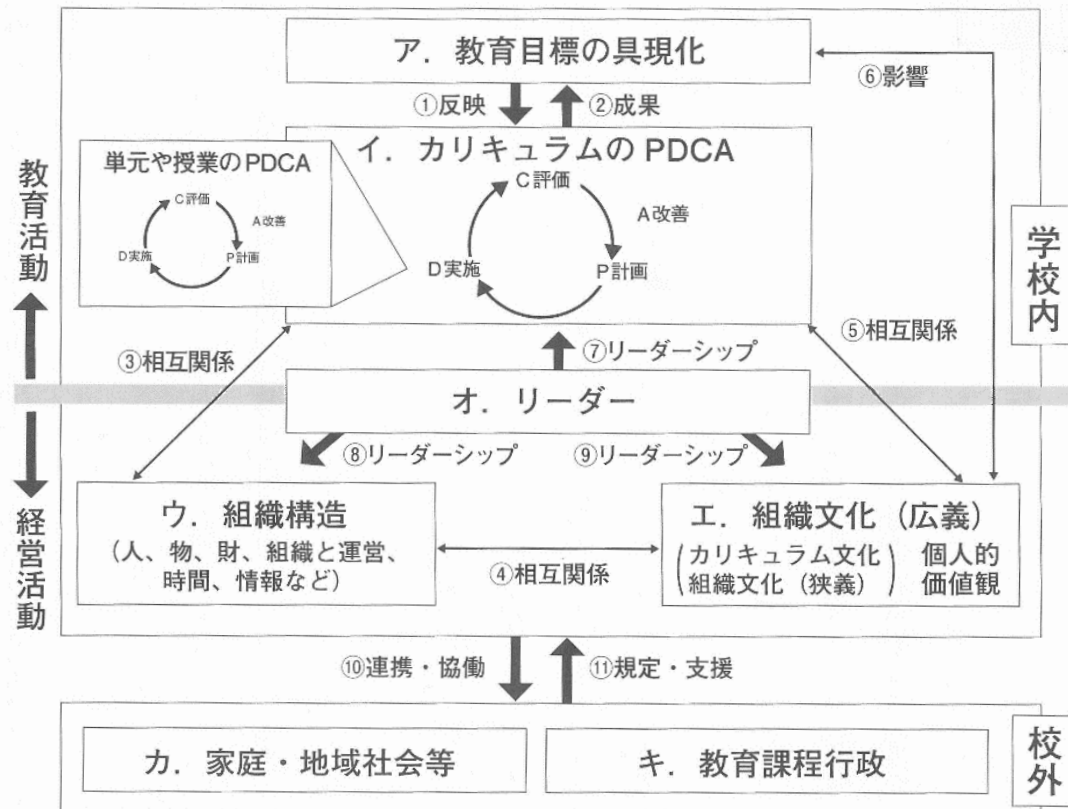 ア．教育目標の具現化
⑥影響
①反映
②成果
イ．カリキュラムのPDCA
C評価
A改善
D実施
P計画
単元や授業のPDCA
C評価
A改善
D実施
P計画
教育活動
学校内
③相互関係
⑦リーダーシップ
⑤相互関係
オ．リーダー
⑧リーダーシップ
⑨リーダーシップ
経営活動
ウ．組織構造
（人、物、財、組織と運営、
時間、情報など）
④相互関係
エ．組織文化（広義）
（カリキュラム文化
組織文化（狭義））
個人的
価値観
⑩連携・協働
⑪規定・支援
カ．家庭・地域社会等
キ．教育課程行政
校外